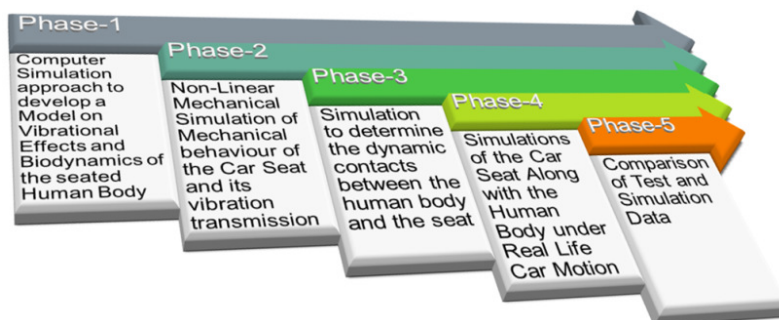 Phase-1
Computer
Simulation
approach to
develop a
Model on
Vibrational
Effects and
Biodynamics of
the seated
Human Body
Phase-2
Non-Linear
Mechanical
Simulation of
Mechanical
behaviour of
the Car Seat
and its
vibration
transmission
Phase-3
Simulation
to determine
the dynamic
contacts
between the
human body
and the seat
Phase-4
Simulations
of the Car
Seat Along
with the
Human
Body under
Real Life
Car Motion
Phase-5
Comparison
of Test and
Simulation
Data